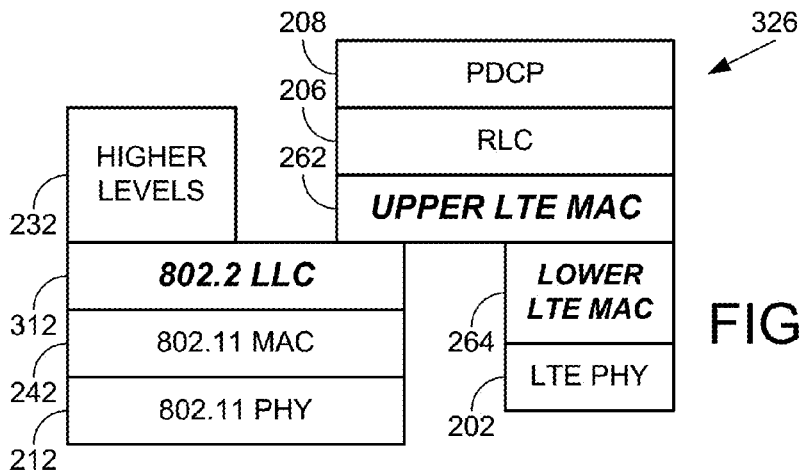 208
326
PDCP
206
RLC
262
HIGHER
LEVELS
UPPER LTE MAC
232
802.2 LLC
LOWER
LTE MAC
312
802.11 MAC
264
FIG
242
LTE PHY
802.11 PHY
202
212